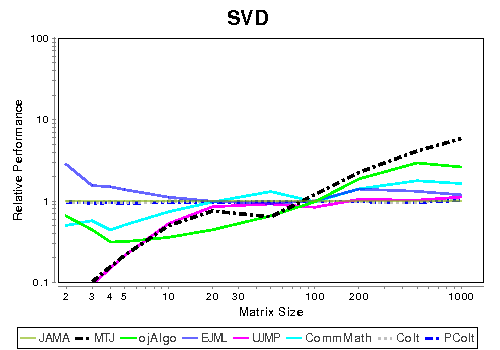 SVD
100
10
1
0.1
Relative Performance
2 3 4 5 10 20 30 100 200 1000
Matrix Size
JAMA MTJ ojAlgo EJML UJMP CommMath Colt PColt